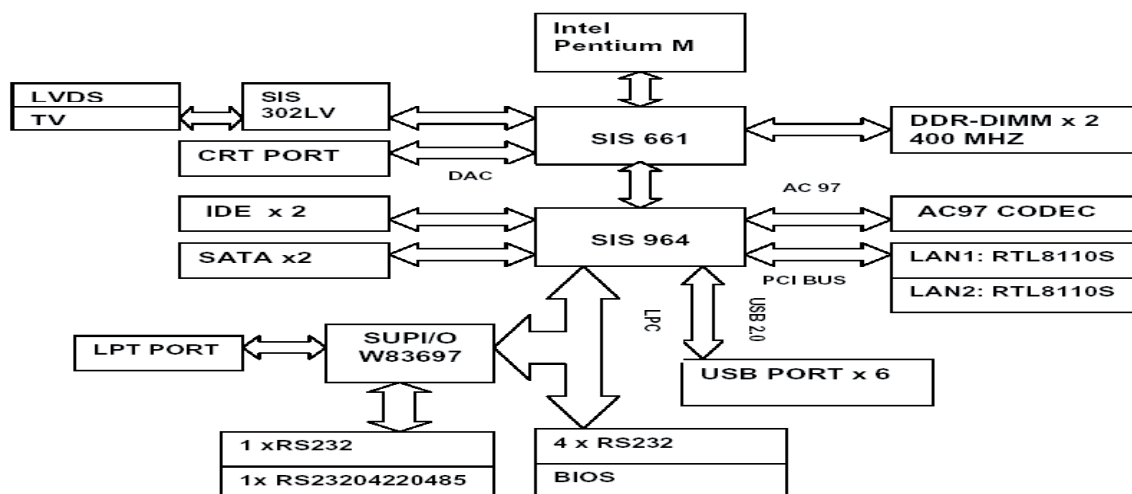 Intel
Pentium M
LVDS
TV
SIS
302LV
SIS 661
DDR-DIMM x 2
400 MHZ
CRT PORT
DAC
AC 97
IDE x 2
SIS 964
AC97 CODEC
SATA x2
PCI BUS
LAN1: RTL8110S
LAN2: RTL8110S
LPC
USB 2.0
LPT PORT
SUPI/O
W83697
USB PORT x 6
1 xRS232
1x RS23204220485
4 x RS232
BIOS